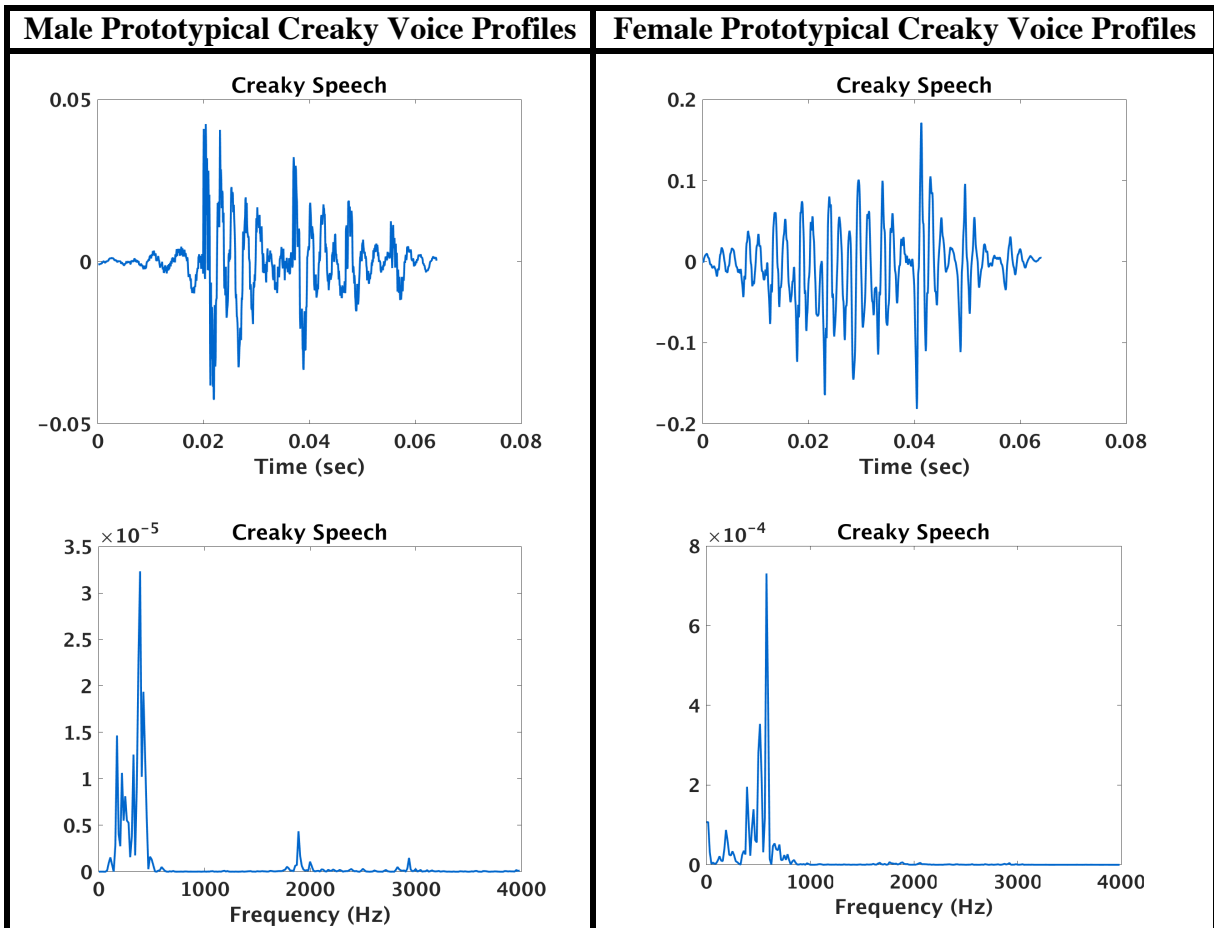 Male Prototypical Creaky Voice Profiles
Female Prototypical Creaky Voice Profiles
Creaky Speech
0.05
0
−0.05
0 0.02 0.04 0.06 0.08
Time (sec)
Creaky Speech
0.2
0.1
0
−0.1
−0.2
0 0.02 0.04 0.06 0.08
Time (sec)
Creaky Speech
×10⁻⁵
3.5
3
2.5
2
1.5
1
0.5
0
0 1000 2000 3000 4000
Frequency (Hz)
Creaky Speech
×10⁻⁴
8
6
4
2
0
0 1000 2000 3000 4000
Frequency (Hz)